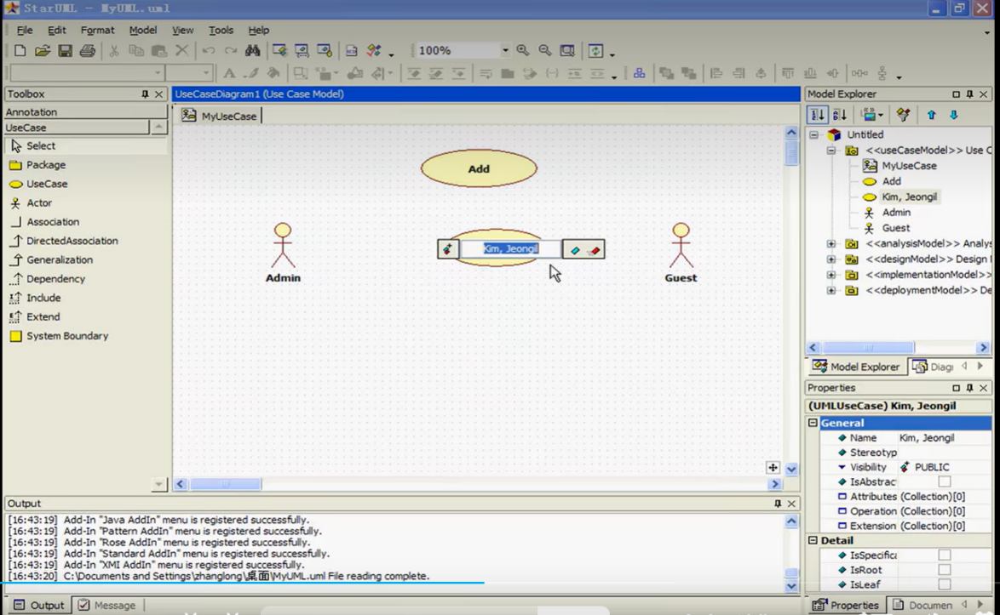 StarUML - MyUML.uml
File Edit Format Model View Tools Help
100%
Toolbox
Annotation
UseCase
Select
Package
UseCase
Actor
Association
DirectedAssociation
Generalization
Dependency
Include
Extend
System Boundary
UseCaseDiagram1 (Use Case Model)
MyUseCase
Add
Kim, Jeongil
Admin
Guest
Model Explorer
Untitled
<<useCaseModel>> Use C
MyUseCase
Add
Kim, Jeongil
Admin
Guest
<<analysisModel>> Analys
<<designModel>> Design
<<implementationModel>>
<<deploymentModel>> De
Model Explorer Diagr
Properties
(UMLUseCase) Kim, Jeongil
General
Name Kim, Jeongil
Stereotyp
Visibility PUBLIC
IsAbstrac
Attributes (Collection)[0]
Operation (Collection)[0]
Extension (Collection)[0]
Detail
IsSpecifica
IsRoot
IsLeaf
Properties Documen
Output
[16:43:19] Add-In "Java AddIn" menu is registered successfully.
[16:43:19] Add-In "Pattern AddIn" menu is registered successfully.
[16:43:19] Add-In "Rose AddIn" menu is registered successfully.
[16:43:19] Add-In "Standard AddIn" menu is registered successfully.
[16:43:19] Add-In "XMI AddIn" menu is registered successfully.
[16:43:20] C:\Documents and Settings\zhanglong\桌面\MyUML.uml File reading complete.
Output Message